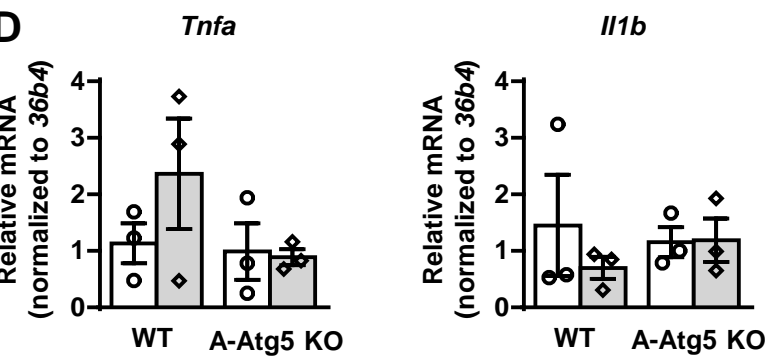 D
Tnfa
Il1b
Relative mRNA
(normalized to 36b4)
4
3
2
1
0
WT
A-Atg5 KO
Relative mRNA
(normalized to 36b4)
4
3
2
1
0
WT
A-Atg5 KO